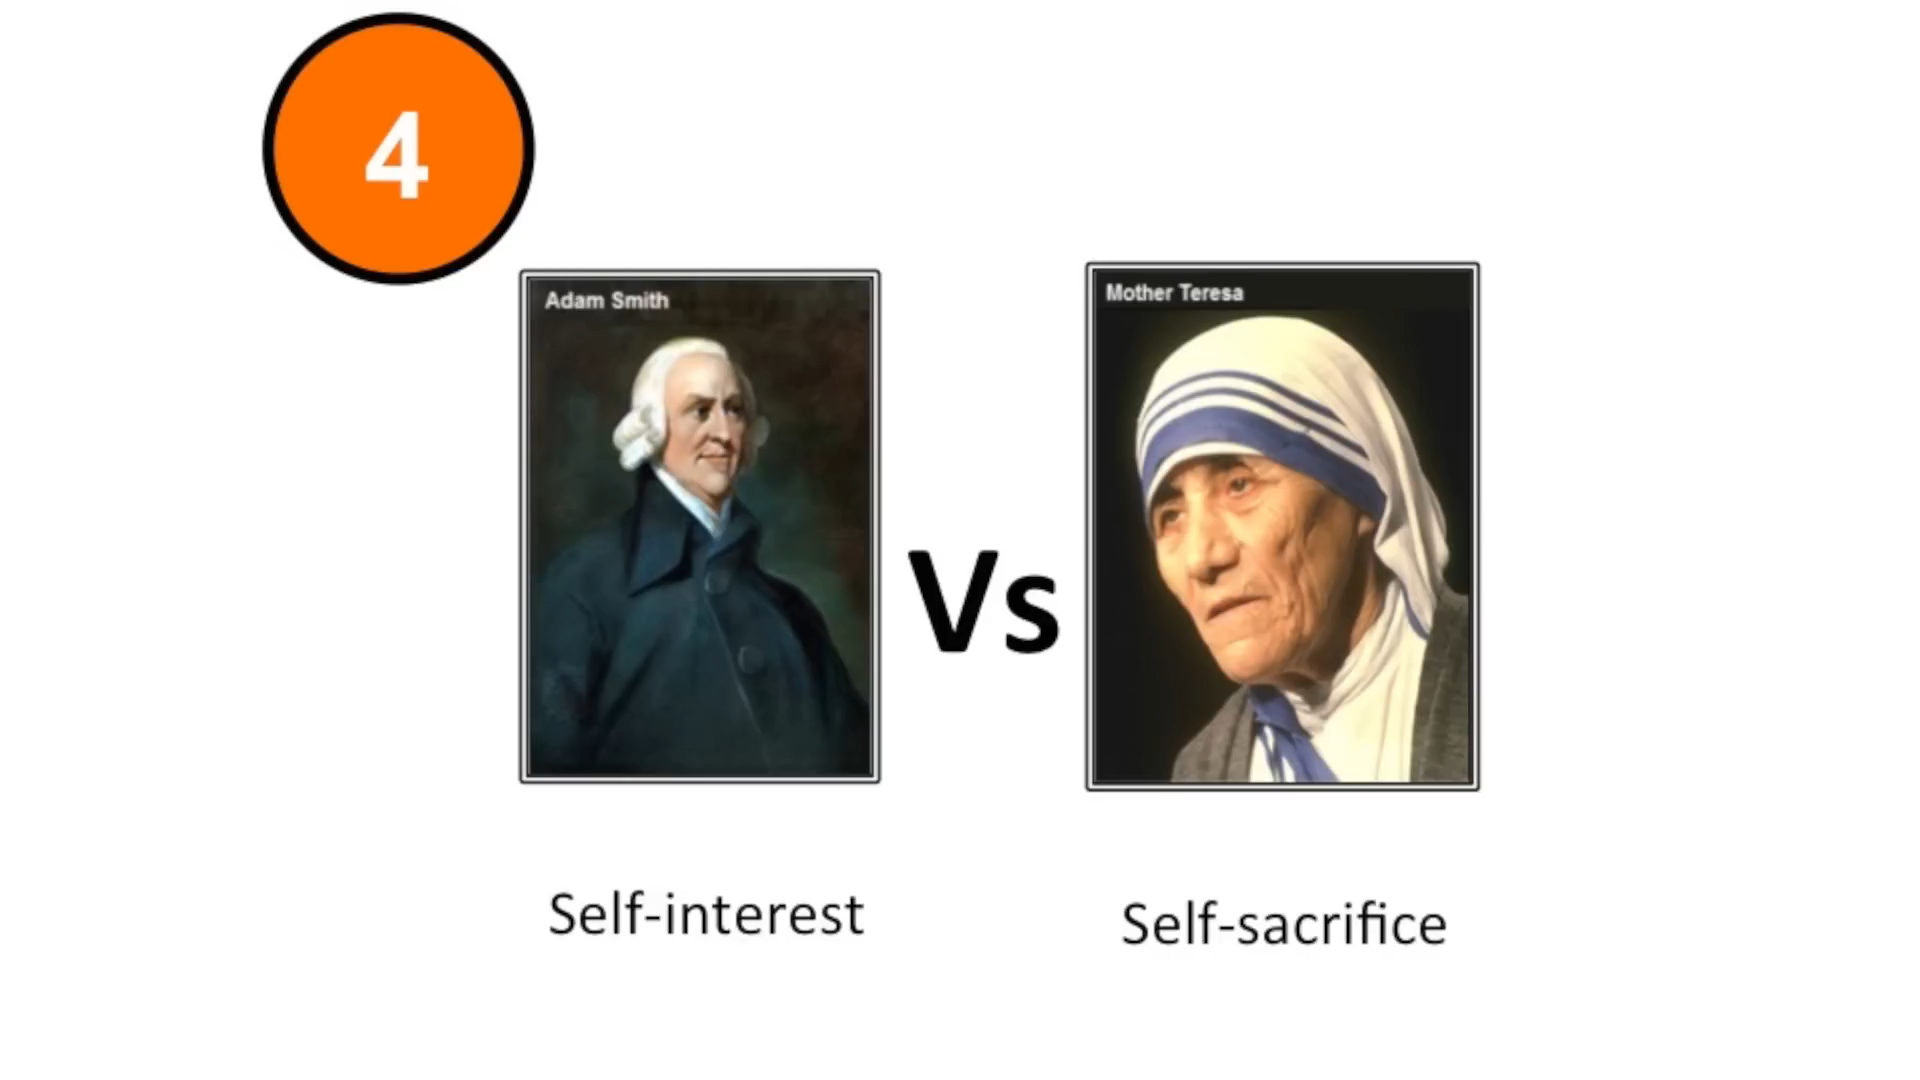 4
Adam Smith
Mother Teresa
Vs
Self-interest
Self-sacrifice